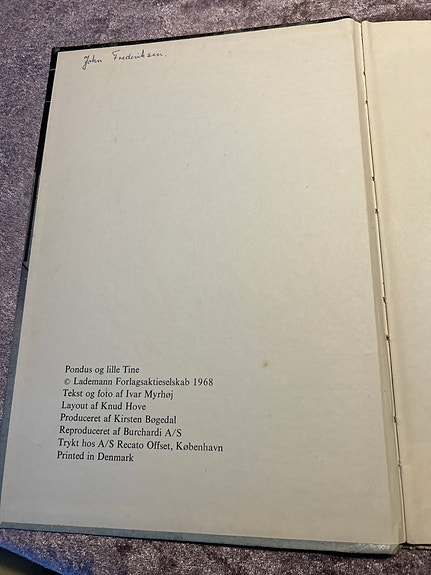 John Frederiksen.
Pondus og lille Tine
© Lademann Forlagsaktieselskab 1968
Tekst og foto af Ivar Myrhøj
Layout af Knud Hove
Produceret af Kirsten Bøgedal
Reproduceret af Burchardi A/S
Trykt hos A/S Recato Offset, København
Printed in Denmark